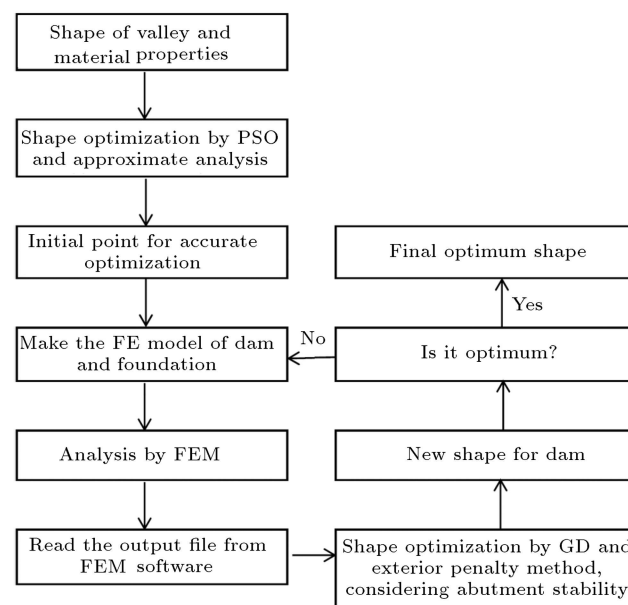 Shape of valley and
material properties
Shape optimization by PSO
and approximate analysis
Initial point for accurate
optimization
Make the FE model of dam
and foundation
Analysis by FEM
Read the output file from
FEM software
Shape optimization by GD and
exterior penalty method,
considering abutment stability
New shape for dam
Is it optimum?
No
Yes
Final optimum shape